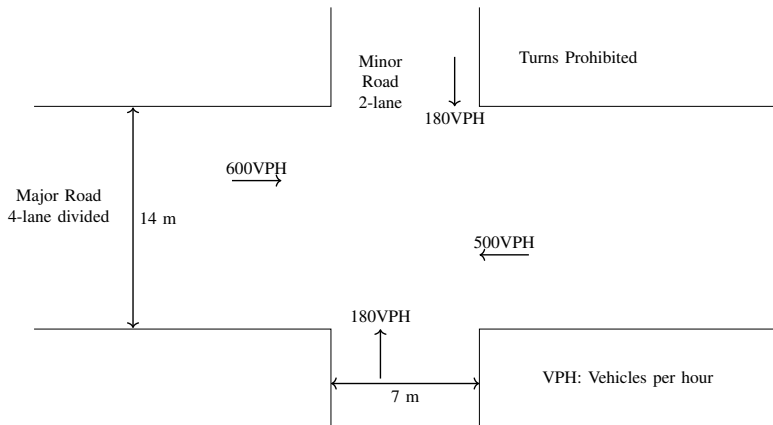 Minor
Road
2-lane
Turns Prohibited
180VPH
600VPH
Major Road
4-lane divided
14 m
500VPH
180VPH
VPH: Vehicles per hour
7 m